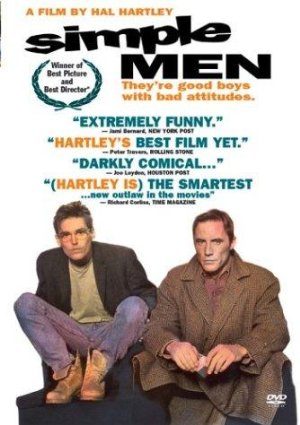 A FILM BY HAL HARTLEY
simple
MEN
Winner of
Best Picture
and
Best Director*
They're good boys
with bad attitudes.
"EXTREMELY FUNNY."
– Jami Bernard, NEW YORK POST
"HARTLEY'S BEST FILM YET."
– Peter Travers, ROLLING STONE
"DARKLY COMICAL..."
– Joe Leydon, HOUSTON POST
"(HARTLEY IS) THE SMARTEST
...new outlaw in the movies"
– Richard Corliss, TIME MAGAZINE
DVD